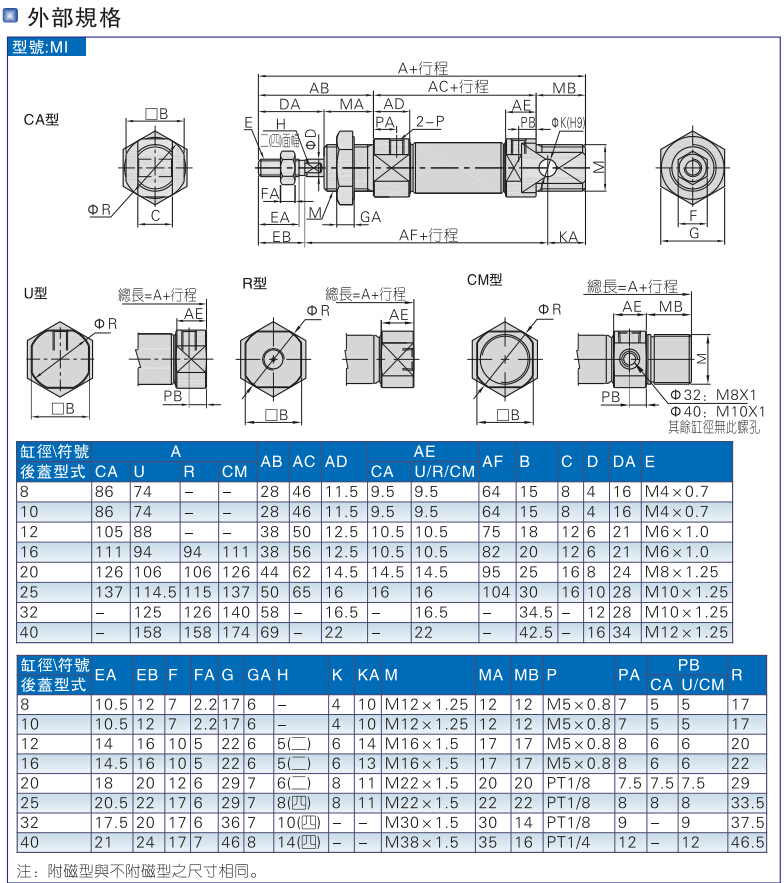 外部規格
型號:MI
A+行程
AB AC+行程 MB
DA MA AD AE
CA型 □B E H 二(四)面幅 ΦD PA 2-P PB ΦK(H9) M
ΦR C FA EA M GA F
EB AF+行程 KA G
U型 總長=A+行程 R型 總長=A+行程 CM型 總長=A+行程
AE ΦR AE ΦR AE MB
ΦR M
□B PB □B □B PB Φ32: M8X1
Φ40: M10X1
其餘缸徑無此螺孔
缸徑\符號 A AB AC AD AE AF B C D DA E
後蓋型式 CA U R CM CA U/R/CM
8 86 74 – – 28 46 11.5 9.5 9.5 64 15 8 4 16 M4×0.7
10 86 74 – – 28 46 11.5 9.5 9.5 64 15 8 4 16 M4×0.7
12 105 88 – – 38 50 12.5 10.5 10.5 75 18 12 6 21 M6×1.0
16 111 94 94 111 38 56 12.5 10.5 10.5 82 20 12 6 21 M6×1.0
20 126 106 106 126 44 62 14.5 14.5 14.5 95 25 16 8 24 M8×1.25
25 137 114.5 115 137 50 65 16 16 16 104 30 16 10 28 M10×1.25
32 – 125 126 140 58 – 16.5 – 16.5 – 34.5 – 12 28 M10×1.25
40 – 158 158 174 69 – 22 – 22 – 42.5 – 16 34 M12×1.25
缸徑\符號 EA EB F FA G GA H K KA M MA MB P PA PB R
後蓋型式 CA U/CM
8 10.5 12 7 2.2 17 6 – 4 10 M12×1.25 12 12 M5×0.8 7 5 5 17
10 10.5 12 7 2.2 17 6 – 4 10 M12×1.25 12 12 M5×0.8 7 5 5 17
12 14 16 10 5 22 6 5(二) 6 14 M16×1.5 17 17 M5×0.8 8 6 6 20
16 14.5 16 10 5 22 6 5(二) 6 13 M16×1.5 17 17 M5×0.8 8 6 6 22
20 18 20 12 6 29 7 6(二) 8 11 M22×1.5 20 20 PT1/8 7.5 7.5 7.5 29
25 20.5 22 17 6 29 7 8(四) 8 11 M22×1.5 22 22 PT1/8 8 8 8 33.5
32 17.5 20 17 6 36 7 10(四) – – M30×1.5 30 14 PT1/8 9 – 9 37.5
40 21 24 17 7 46 8 14(四) – – M38×1.5 35 16 PT1/4 12 – 12 46.5
注: 附磁型與不附磁型之尺寸相同。